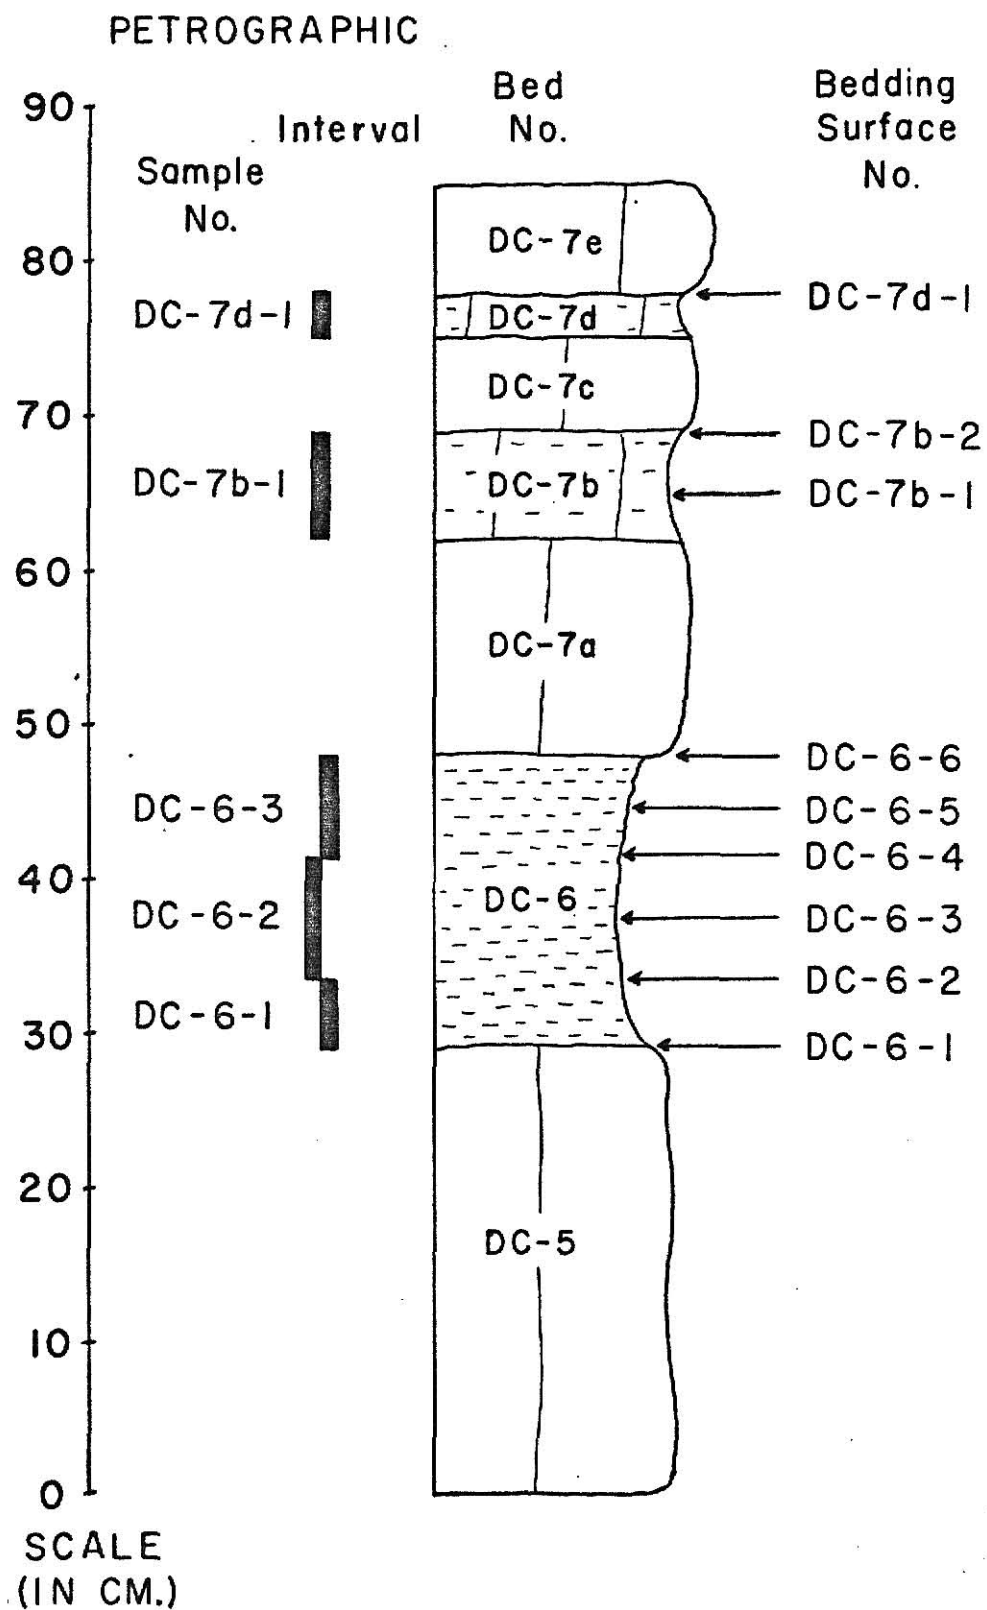 PETROGRAPHIC
Sample
No.
Interval
Bed
No.
Bedding
Surface
No.
90
80
70
60
50
40
30
20
10
0
SCALE
(IN CM.)
DC-7d-1
DC-7b-1
DC-6-3
DC-6-2
DC-6-1
DC-7e
DC-7d
DC-7c
DC-7b
DC-7a
DC-6
DC-5
DC-7d-1
DC-7b-2
DC-7b-1
DC-6-6
DC-6-5
DC-6-4
DC-6-3
DC-6-2
DC-6-1